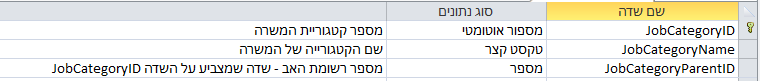 שם שדה סוג נתונים
JobCategoryID מספור אוטומטי מספר קטגוריית המשרה
JobCategoryName טקסט קצר שם הקטגורייה של המשרה
JobCategoryParentID מספר מספר רשומת האב - שדה שמצביע על השדה JobCategoryID